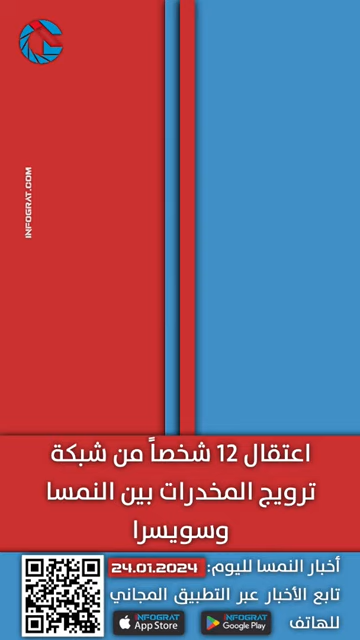 INFOGRAT.COM
اعتقال 12 شخصاً من شبكة
ترويج المخدرات بين النمسا
وسويسرا
أخبار النمسا لليوم: 24.01.2024
تابع الأخبار عبر التطبيق المجاني
للهاتف
INFOGRAT
App Store
INFOGRAT
Google Play